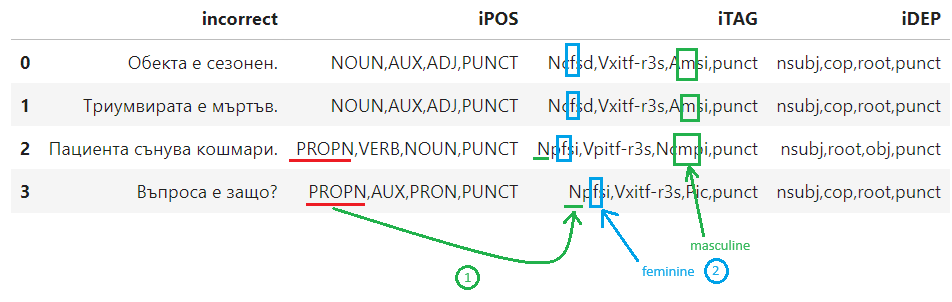 incorrect iPOS iTAG iDEP
0 Обекта е сезонен. NOUN,AUX,ADJ,PUNCT Ncfsd,Vxitf-r3s,Amsi,punct nsubj,cop,root,punct
1 Триумвирата е мъртъв. NOUN,AUX,ADJ,PUNCT Ncfsd,Vxitf-r3s,Amsi,punct nsubj,cop,root,punct
2 Пациента сънува кошмари. PROPN,VERB,NOUN,PUNCT Npfsi,Vpitf-r3s,Ncmpi,punct nsubj,root,obj,punct
3 Въпроса е защо? PROPN,AUX,PRON,PUNCT Npfsi,Vxitf-r3s,Pic,punct nsubj,cop,root,punct
masculine
feminine 2
1